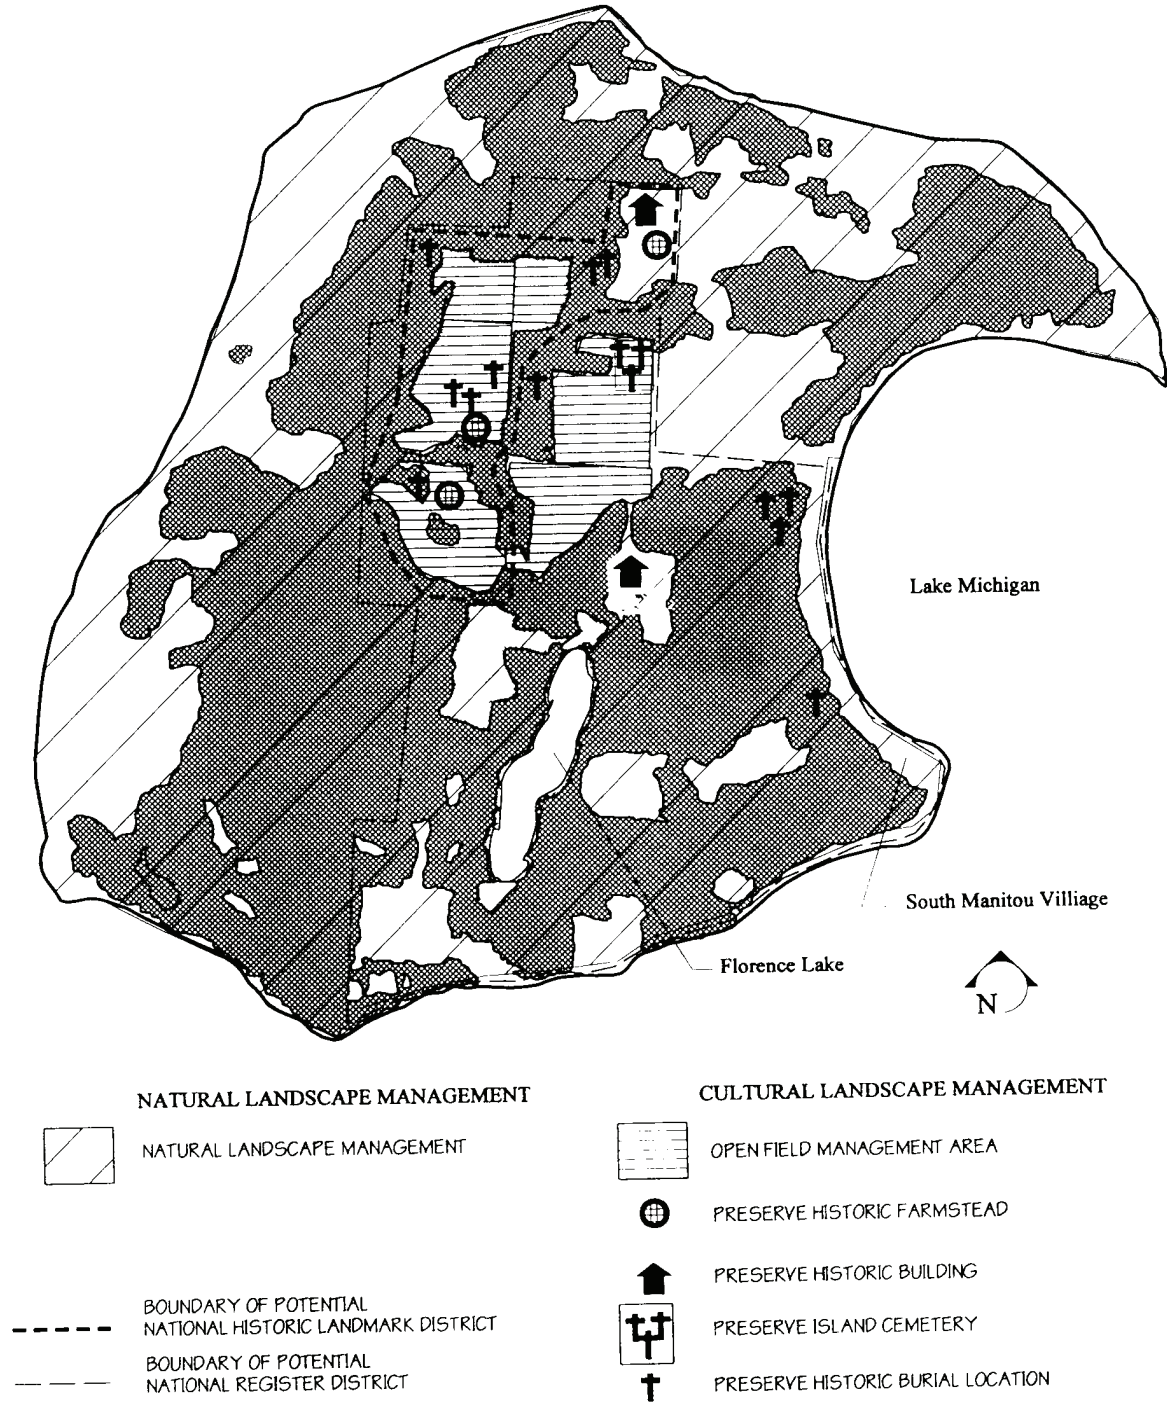 Lake Michigan
South Manitou Villiage
Florence Lake
N
NATURAL LANDSCAPE MANAGEMENT
NATURAL LANDSCAPE MANAGEMENT
BOUNDARY OF POTENTIAL
NATIONAL HISTORIC LANDMARK DISTRICT
BOUNDARY OF POTENTIAL
NATIONAL REGISTER DISTRICT
CULTURAL LANDSCAPE MANAGEMENT
OPEN FIELD MANAGEMENT AREA
PRESERVE HISTORIC FARMSTEAD
PRESERVE HISTORIC BUILDING
PRESERVE ISLAND CEMETERY
PRESERVE HISTORIC BURIAL LOCATION